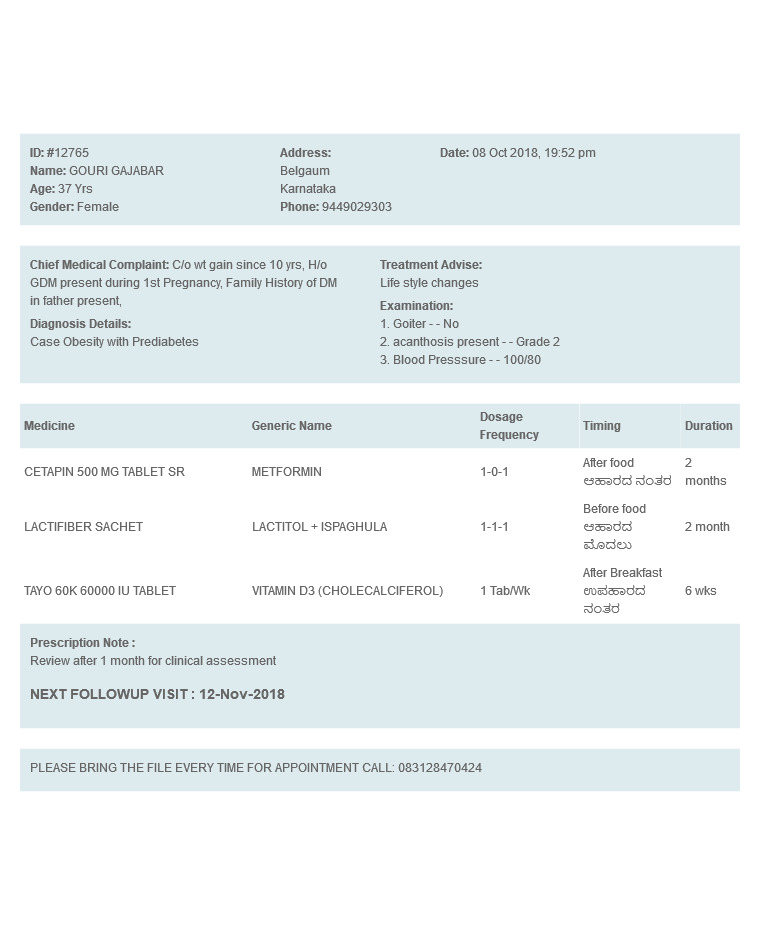 ID: #12765
Name: GOURI GAJABAR
Age: 37 Yrs
Gender: Female
Address:
Belgaum
Karnataka
Phone: 9449029303
Date: 08 Oct 2018, 19:52 pm
Chief Medical Complaint: C/o wt gain since 10 yrs, H/o
GDM present during 1st Pregnancy, Family History of DM
in father present,
Diagnosis Details:
Case Obesity with Prediabetes
Treatment Advise:
Life style changes
Examination:
1. Goiter - - No
2. acanthosis present - - Grade 2
3. Blood Presssure - - 100/80
Medicine Generic Name Dosage Frequency Timing Duration
CETAPIN 500 MG TABLET SR METFORMIN 1-0-1 After food ಆಹಾರದ ನಂತರ 2 months
LACTIFIBER SACHET LACTITOL + ISPAGHULA 1-1-1 Before food ಆಹಾರದ ಮೊದಲು 2 month
TAYO 60K 60000 IU TABLET VITAMIN D3 (CHOLECALCIFEROL) 1 Tab/Wk After Breakfast ಉಪಹಾರದ ನಂತರ 6 wks
Prescription Note :
Review after 1 month for clinical assessment
NEXT FOLLOWUP VISIT : 12-Nov-2018
PLEASE BRING THE FILE EVERY TIME FOR APPOINTMENT CALL: 083128470424